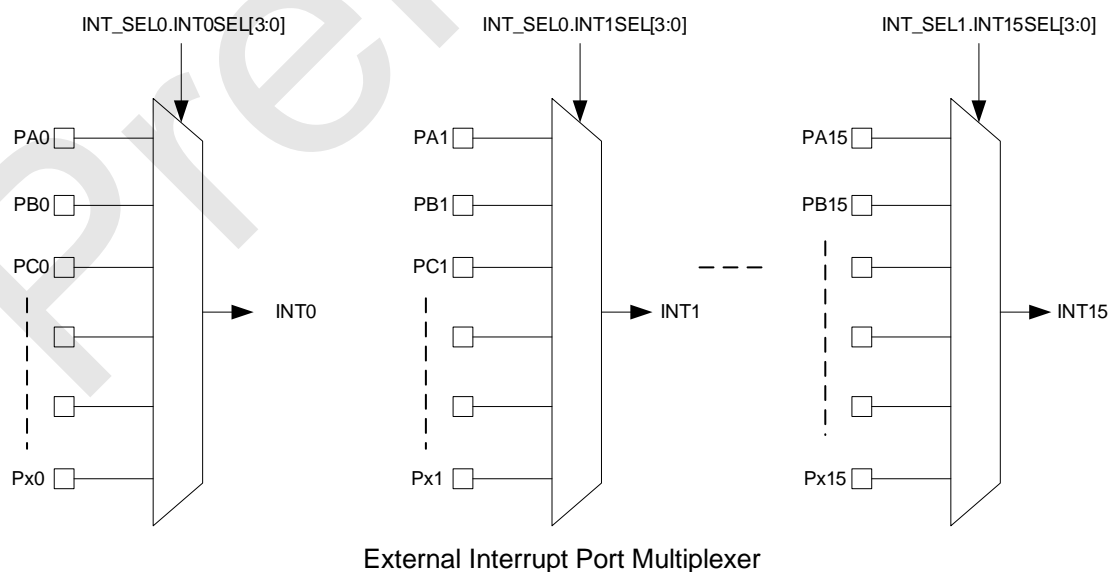 INT_SEL0.INT0SEL[3:0]
PA0
PB0
PC0
Px0
INT0
INT_SEL0.INT1SEL[3:0]
PA1
PB1
PC1
Px1
INT1
INT_SEL1.INT15SEL[3:0]
PA15
PB15
Px15
INT15
External Interrupt Port Multiplexer